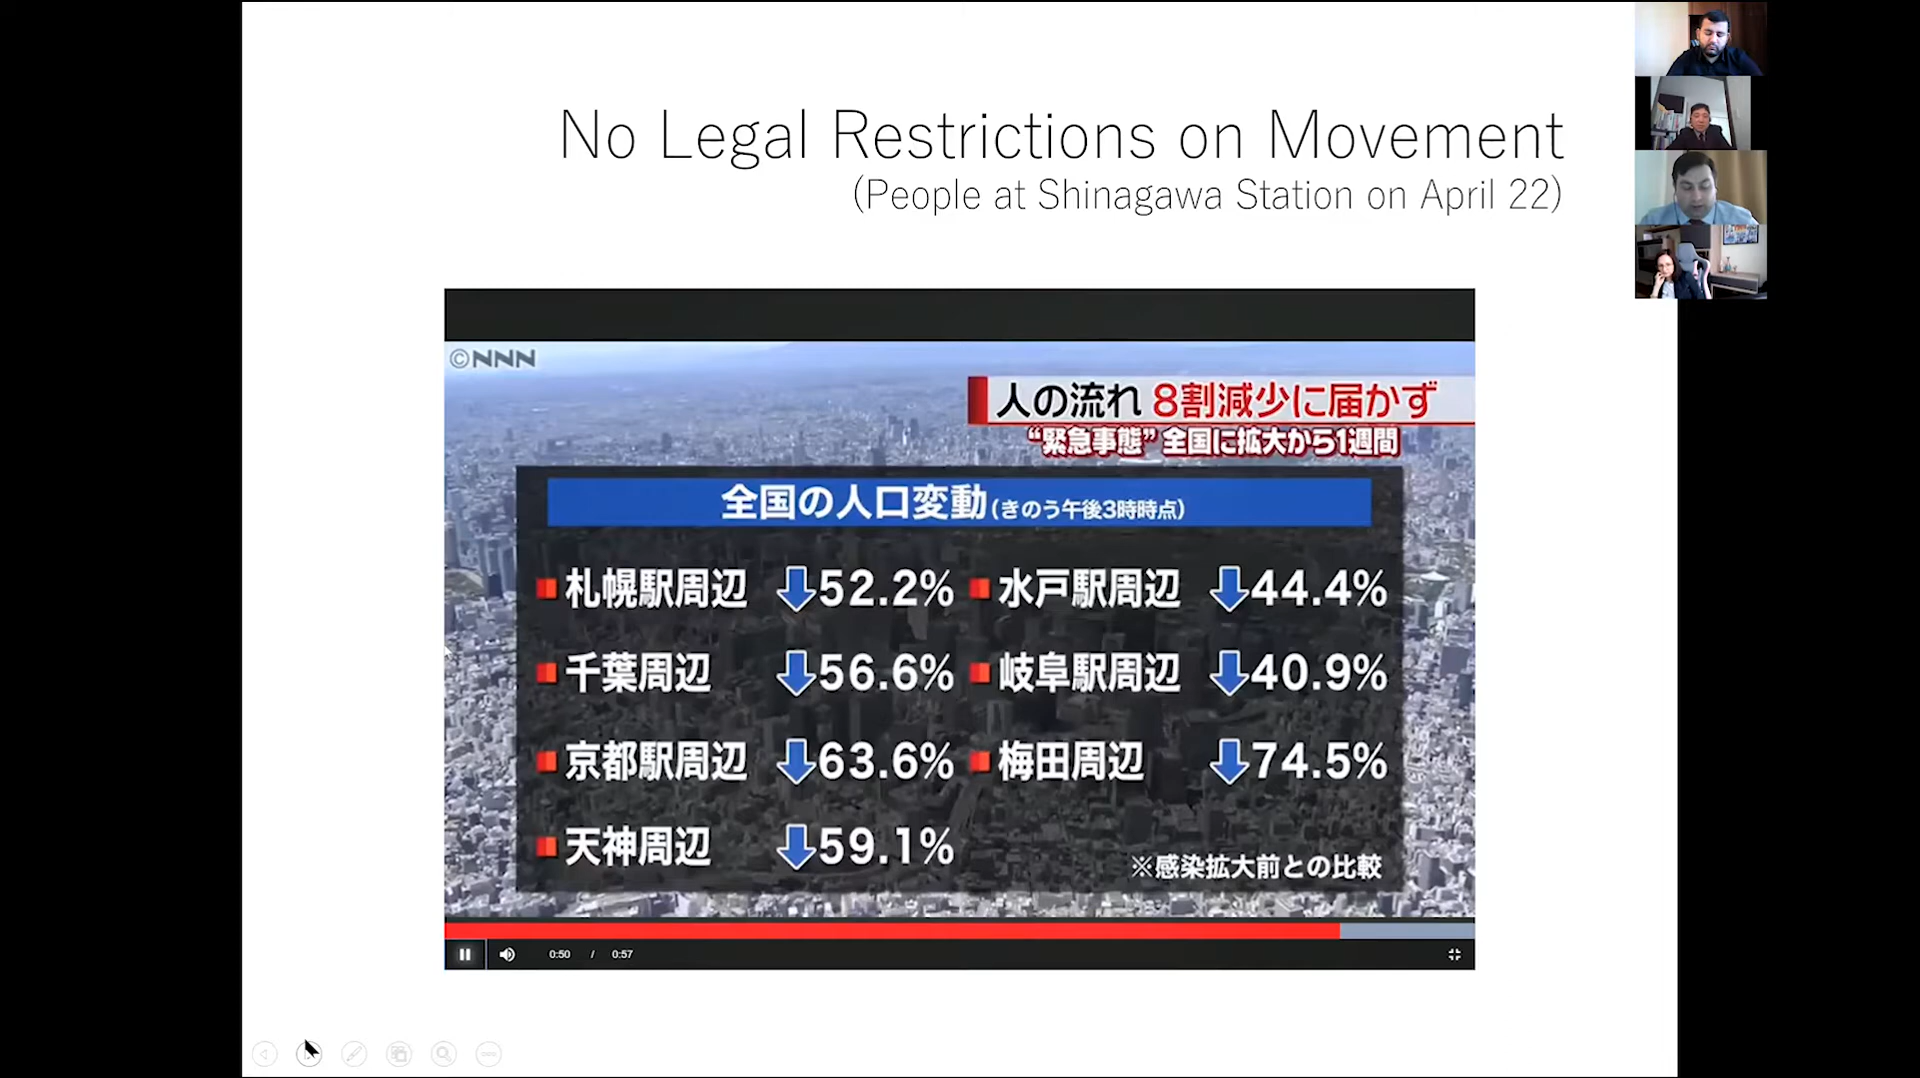 No Legal Restrictions on Movement
(People at Shinagawa Station on April 22)
©NNN
人の流れ 8割減少に届かず
“緊急事態”全国に拡大から1週間
全国の人口変動(きのう午後3時時点)
札幌駅周辺 ↓52.2% 水戸駅周辺 ↓44.4%
千葉周辺 ↓56.6% 岐阜駅周辺 ↓40.9%
京都駅周辺 ↓63.6% 梅田周辺 ↓74.5%
天神周辺 ↓59.1%
※感染拡大前との比較
0:50 / 0:57